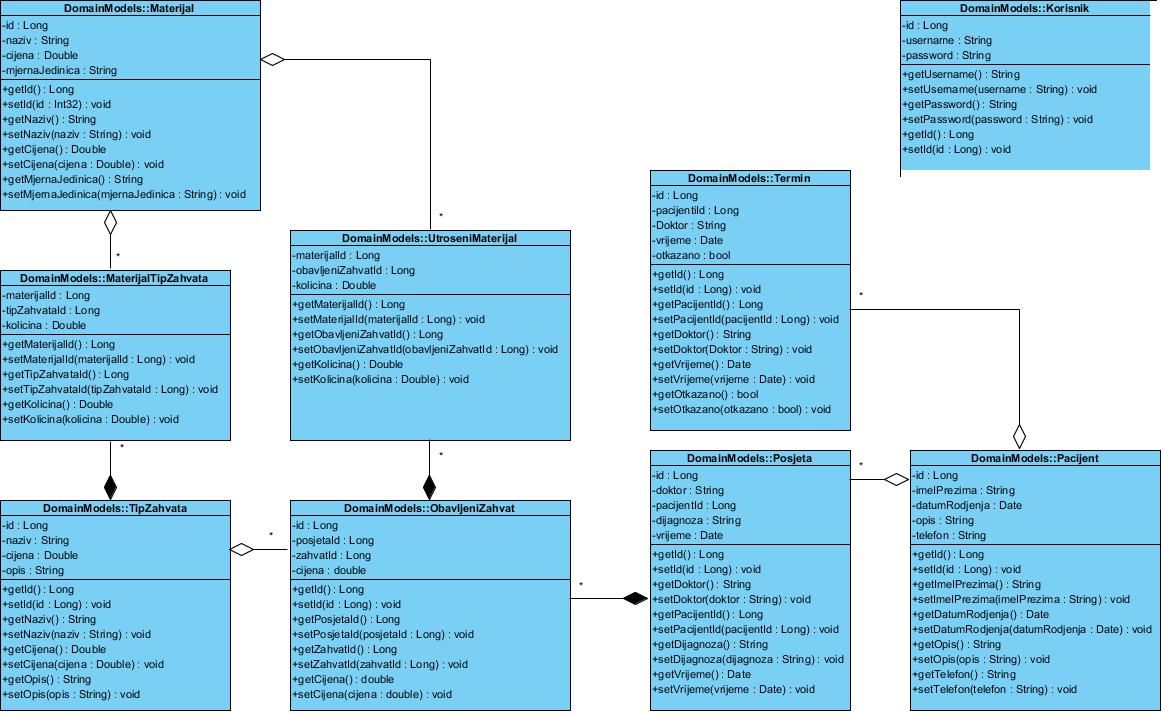 DomainModels::Materijal
-id : Long
-naziv : String
-cijena : Double
-mjernaJedinica : String
+getId() : Long
+setId(id : Int32) : void
+getNaziv() : String
+setNaziv(naziv : String) : void
+getCijena() : Double
+setCijena(cijena : Double) : void
+getMjernaJedinica() : String
+setMjernaJedinica(mjernaJedinica : String) : void
DomainModels::Korisnik
-id : Long
-username : String
-password : String
+getUsername() : String
+setUsername(username : String) : void
+getPassword() : String
+setPassword(password : String) : void
+getId() : Long
+setId(id : Long) : void
*
*
DomainModels::MaterijalTipZahvata
-materijalId : Long
-tipZahvataId : Long
-kolicina : Double
+getMaterijalId() : Long
+setMaterijalId(materijalId : Long) : void
+getTipZahvataId() : Long
+setTipZahvataId(tipZahvataId : Long) : void
+getKolicina() : Double
+setKolicina(kolicina : Double) : void
DomainModels::UtroseniMaterijal
-materijalId : Long
-obavljeniZahvatId : Long
-kolicina : Double
+getMaterijalId() : Long
+setMaterijalId(materijalId : Long) : void
+getObavljeniZahvatId() : Long
+setObavljeniZahvatId(obavljeniZahvatId : Long) : void
+getKolicina() : Double
+setKolicina(kolicina : Double) : void
DomainModels::Termin
-id : Long
-pacijentiId : Long
-Doktor : String
-vrijeme : Date
-otkazano : bool
+getId() : Long
+setId(id : Long) : void
+getPacijentId() : Long
+setPacijentId(pacijentId : Long) : void
+getDoktor() : String
+setDoktor(Doktor : String) : void
+getVrijeme() : Date
+setVrijeme(vrijeme : Date) : void
+getOtkazano() : bool
+setOtkazano(otkazano : bool) : void
*
*
*
DomainModels::TipZahvata
-id : Long
-naziv : String
-cijena : Double
-opis : String
+getId() : Long
+setId(id : Long) : void
+getNaziv() : String
+setNaziv(naziv : String) : void
+getCijena() : Double
+setCijena(cijena : Double) : void
+getOpis() : String
+setOpis(opis : String) : void
*
DomainModels::ObavljeniZahvat
-id : Long
-posjetaId : Long
-zahvatId : Long
-cijena : double
+getId() : Long
+setId(id : Long) : void
+getPosjetaId() : Long
+setPosjetaId(posjetaId : Long) : void
+getZahvatId() : Long
+setZahvatId(zahvatId : Long) : void
+getCijena() : double
+setCijena(cijena : double) : void
*
DomainModels::Posjeta
-id : Long
-doktor : String
-pacijentId : Long
-dijagnoza : String
-vrijeme : Date
+getId() : Long
+setId(id : Long) : void
+getDoktor() : String
+setDoktor(doktor : String) : void
+getPacijentId() : Long
+setPacijentId(pacijentId : Long) : void
+getDijagnoza() : String
+setDijagnoza(dijagnoza : String) : void
+getVrijeme() : Date
+setVrijeme(vrijeme : Date) : void
*
DomainModels::Pacijent
-id : Long
-imeIPrezima : String
-datumRodjenja : Date
-opis : String
-telefon : String
+getId() : Long
+setId(id : Long) : void
+getImeIPrezima() : String
+setImeIPrezima(imeIPrezima : String) : void
+getDatumRodjenja() : Date
+setDatumRodjenja(datumRodjenja : Date) : void
+getOpis() : String
+setOpis(opis : String) : void
+getTelefon() : String
+setTelefon(telefon : String) : void